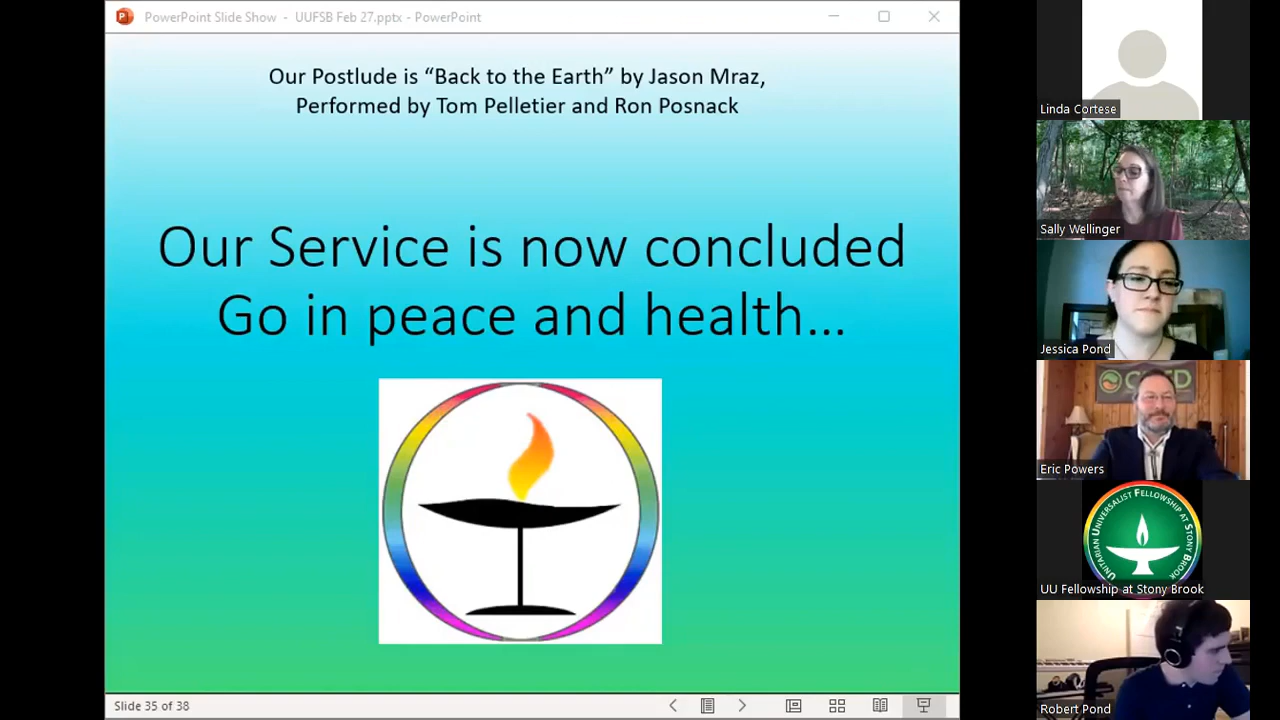 PowerPoint Slide Show - UUFSB Feb 27.pptx - PowerPoint
Our Postlude is “Back to the Earth” by Jason Mraz,
Performed by Tom Pelletier and Ron Posnack
Our Service is now concluded
Go in peace and health...
Slide 35 of 38
Linda Cortese
Sally Wellinger
Jessica Pond
Eric Powers
UNITARIAN UNIVERSALIST FELLOWSHIP AT STONY BROOK
UU Fellowship at Stony Brook
Robert Pond